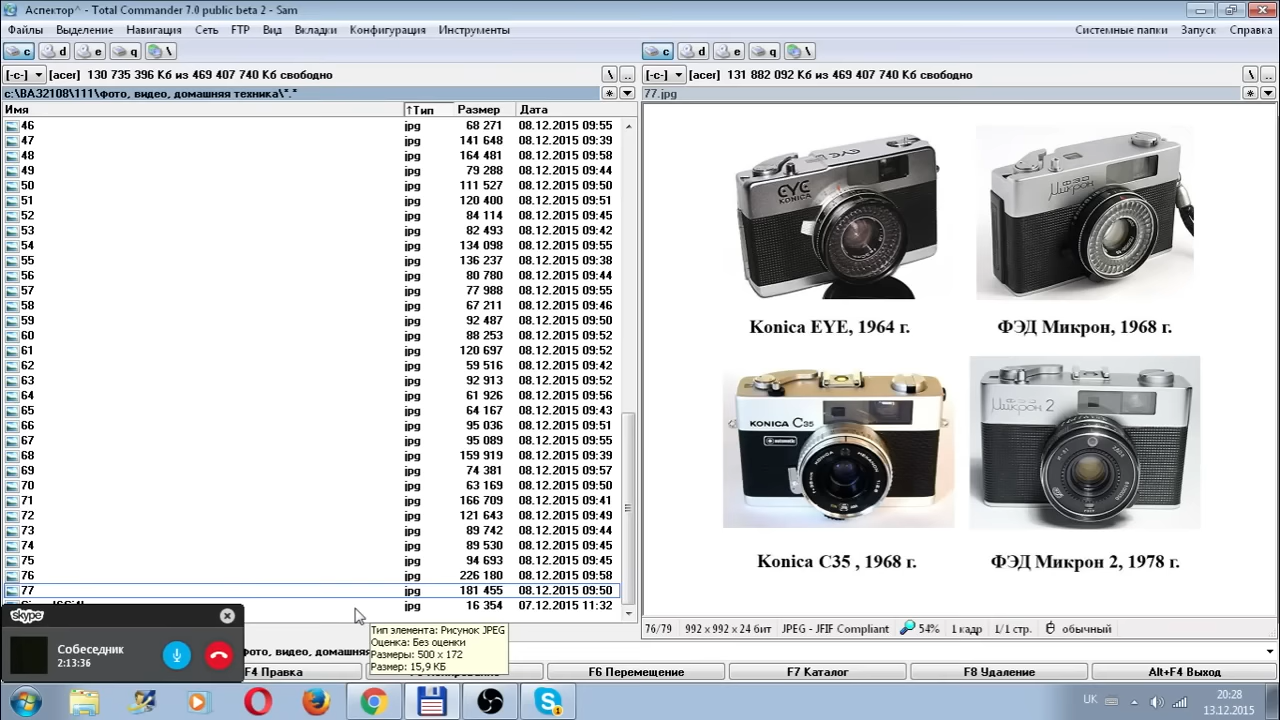 Аспектор^ - Total Commander 7.0 public beta 2 - Sam
Файлы Выделение Навигация Сеть FTP Вид Вкладки Конфигурация Инструменты Системные папки Запуск Справка
c d e q \ c d e q \
[-c-] [acer] 130 735 396 Кб из 469 407 740 Кб свободно \ .. [-c-] [acer] 131 882 092 Кб из 469 407 740 Кб свободно \ ..
c:\BA32108\111\Фото, видео, домашняя техника\*.* * 77.jpg *
Имя ↑Тип Размер Дата
46 jpg 68 271 08.12.2015 09:55
47 jpg 141 648 08.12.2015 09:39
48 jpg 164 481 08.12.2015 09:58
49 jpg 79 288 08.12.2015 09:44
50 jpg 111 527 08.12.2015 09:50
51 jpg 120 400 08.12.2015 09:51
52 jpg 84 114 08.12.2015 09:45
53 jpg 82 493 08.12.2015 09:42
54 jpg 134 098 08.12.2015 09:55
55 jpg 136 237 08.12.2015 09:38
56 jpg 80 780 08.12.2015 09:44
57 jpg 77 988 08.12.2015 09:55
58 jpg 67 211 08.12.2015 09:46
59 jpg 92 487 08.12.2015 09:50
60 jpg 88 253 08.12.2015 09:52
61 jpg 120 697 08.12.2015 09:52
62 jpg 59 516 08.12.2015 09:42
63 jpg 92 913 08.12.2015 09:52
64 jpg 61 926 08.12.2015 09:56
65 jpg 64 167 08.12.2015 09:43
66 jpg 95 036 08.12.2015 09:51
67 jpg 95 089 08.12.2015 09:55
68 jpg 159 919 08.12.2015 09:39
69 jpg 74 381 08.12.2015 09:57
70 jpg 63 169 08.12.2015 09:50
71 jpg 166 709 08.12.2015 09:41
72 jpg 121 643 08.12.2015 09:49
73 jpg 89 742 08.12.2015 09:44
74 jpg 89 530 08.12.2015 09:45
75 jpg 94 693 08.12.2015 09:45
76 jpg 226 180 08.12.2015 09:58
77 jpg 181 455 08.12.2015 09:50
jpg 16 354 07.12.2015 11:32
EYE
KONICA
ФЭД
Микрон
Konica EYE, 1964 г. ФЭД Микрон, 1968 г.
KONICA C35
automatic
ФЭД
Микрон 2
Konica C35 , 1968 г. ФЭД Микрон 2, 1978 г.
76/79 992 x 992 x 24 бит JPEG - JFIF Compliant 54% 1 кадр 1/1 стр. обычный
skype
Собеседник
2:13:36
Фото, видео, домашняя
Тип элемента: Рисунок JPEG
Оценка: Без оценки
Размеры: 500 x 172
Размер: 15,9 КБ
F4 Правка F6 Перемещение F7 Каталог F8 Удаление Alt+F4 Выход
UK 20:28
13.12.2015